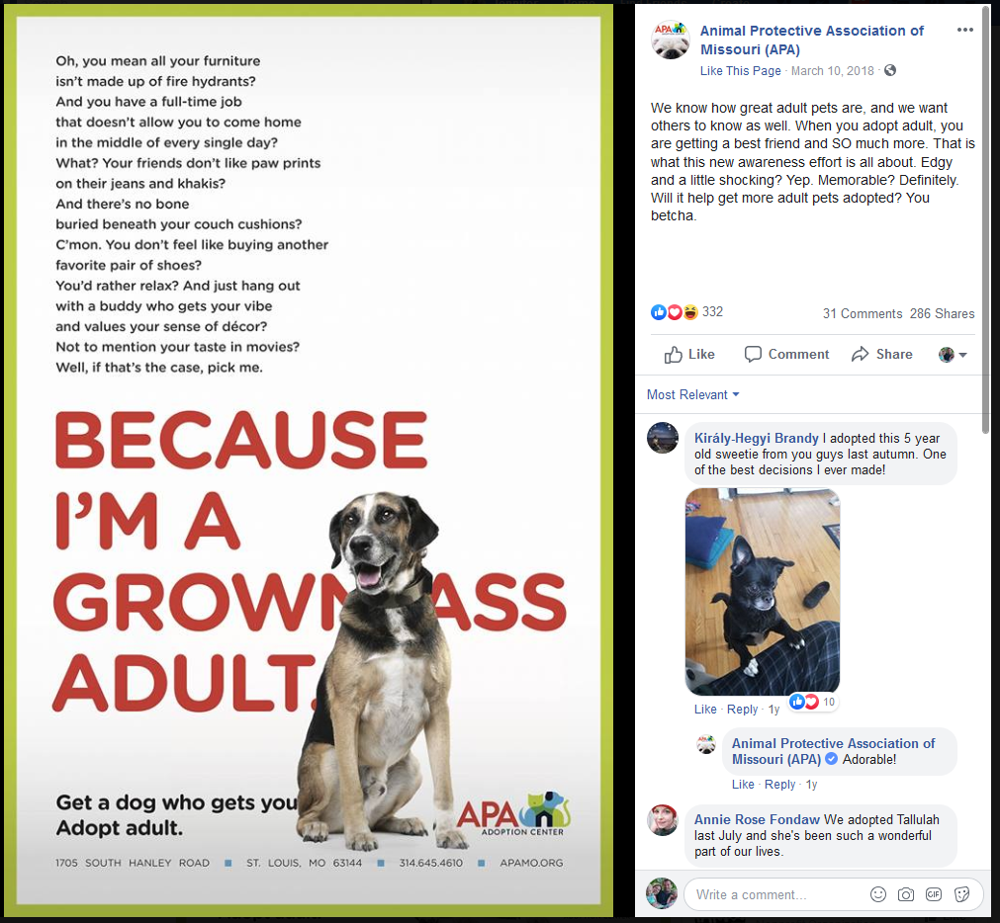 Oh, you mean all your furniture
isn't made up of fire hydrants?
And you have a full-time job
that doesn't allow you to come home
in the middle of every single day?
What? Your friends don't like paw prints
on their jeans and khakis?
And there's no bone
buried beneath your couch cushions?
C'mon. You don't feel like buying another
favorite pair of shoes?
You'd rather relax? And just hang out
with a buddy who gets your vibe
and values your sense of décor?
Not to mention your taste in movies?
Well, if that's the case, pick me.
BECAUSE
I'M A
GROWN ASS
ADULT.
Get a dog who gets you
Adopt adult.
APA
ADOPTION CENTER
1705 SOUTH HANLEY ROAD ■ ST. LOUIS, MO 63144 ■ 314.645.4610 ■ APAMO.ORG
APA
Animal Protective Association of
Missouri (APA)
Like This Page · March 10, 2018 ·
We know how great adult pets are, and we want
others to know as well. When you adopt adult, you
are getting a best friend and SO much more. That is
what this new awareness effort is all about. Edgy
and a little shocking? Yep. Memorable? Definitely.
Will it help get more adult pets adopted? You
betcha.
332
31 Comments 286 Shares
Like Comment Share
Most Relevant
Király-Hegyi Brandy I adopted this 5 year
old sweetie from you guys last autumn. One
of the best decisions I ever made!
Like · Reply · 1y
10
Animal Protective Association of
Missouri (APA) Adorable!
Like · Reply · 1y
Annie Rose Fondaw We adopted Tallulah
last July and she's been such a wonderful
part of our lives.
Write a comment...
GIF